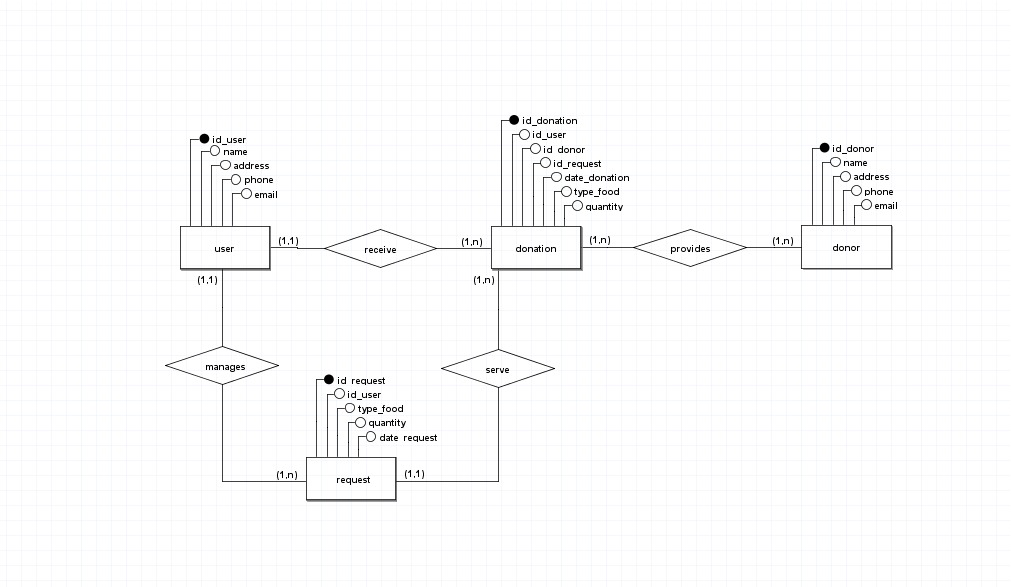 id_user
name
address
phone
email
user
(1,1)
receive
(1,n)
id_donation
id_user
id_donor
id_request
date_donation
type_food
quantity
donation
(1,n)
provides
(1,n)
id_donor
name
address
phone
email
donor
(1,1)
manages
(1,n)
(1,n)
serve
id_request
id_user
type_food
quantity
date_request
request
(1,1)